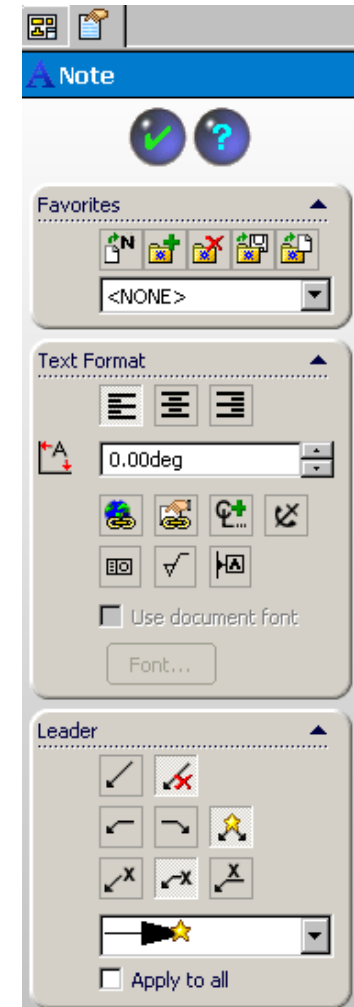 Note
Favorites
<NONE>
Text Format
0.00deg
Use document font
Font...
Leader
Apply to all